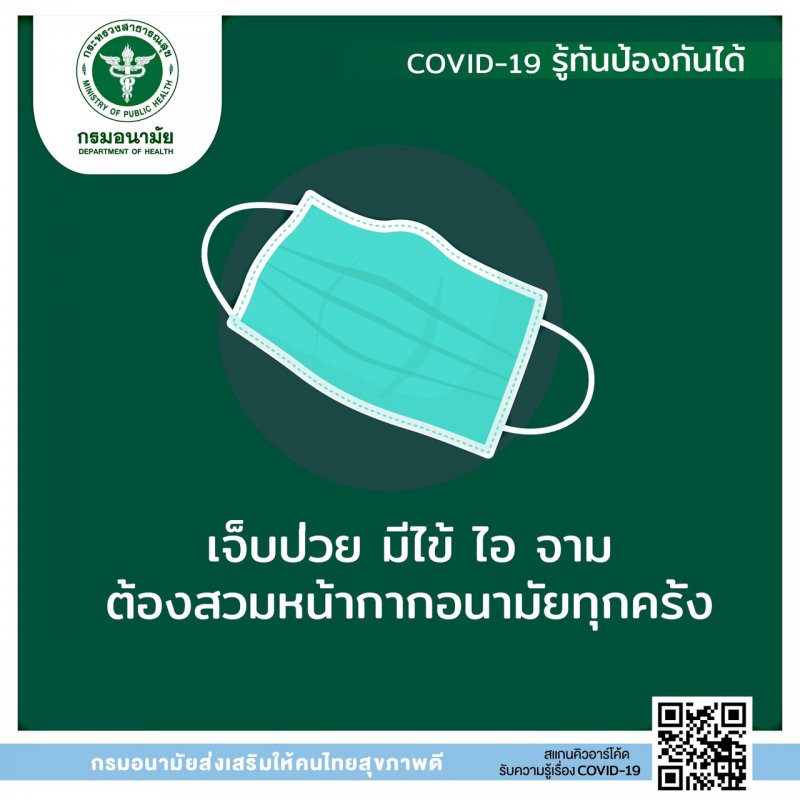 กระทรวงสาธารณสุข
MINISTRY OF PUBLIC HEALTH
กรมอนามัย
DEPARTMENT OF HEALTH
COVID-19 รู้ทันป้องกันได้
เจ็บป่วย มีไข้ ไอ จาม
ต้องสวมหน้ากากอนามัยทุกครั้ง
กรมอนามัยส่งเสริมให้คนไทยสุขภาพดี
สแกนคิวอาร์โค้ด
รับความรู้เรื่อง COVID-19